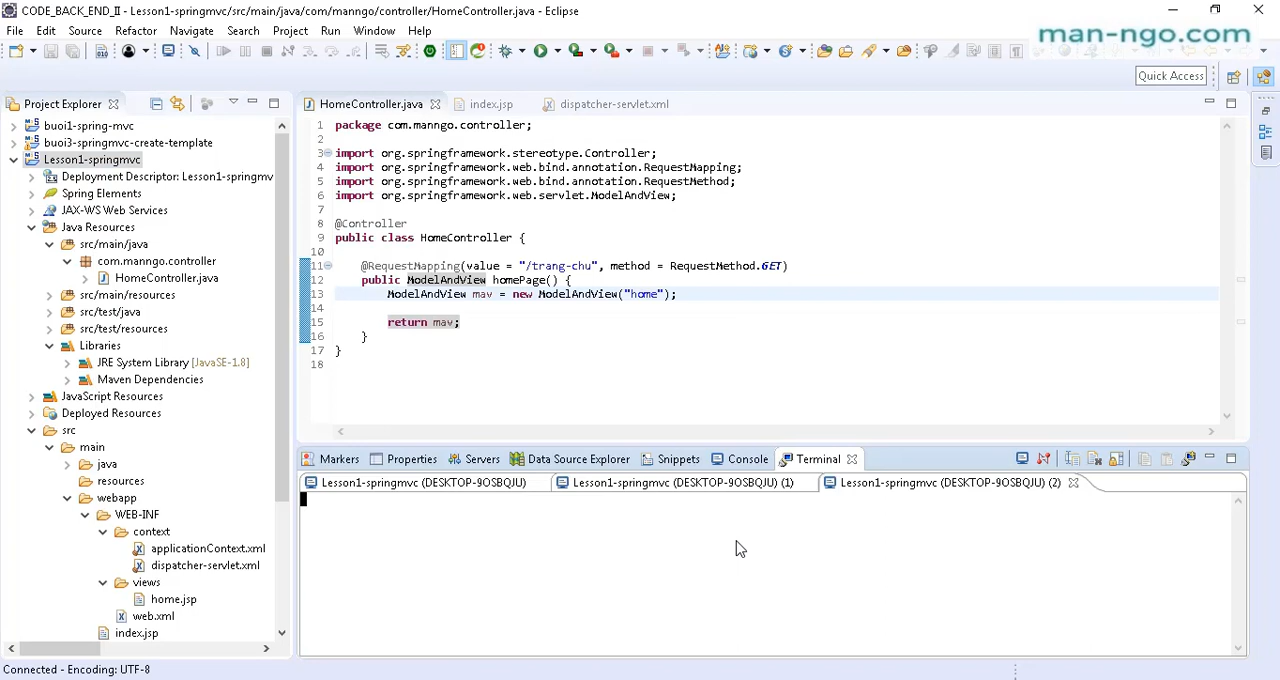 CODE_BACK_END_II - Lesson1-springmvc/src/main/java/com/manngo/controller/HomeController.java - Eclipse
man-ngo.com
File Edit Source Refactor Navigate Search Project Run Window Help
Quick Access
Project Explorer
buoi1-spring-mvc
buoi3-springmvc-create-template
Lesson1-springmvc
Deployment Descriptor: Lesson1-springmv
Spring Elements
JAX-WS Web Services
Java Resources
src/main/java
com.manngo.controller
HomeController.java
src/main/resources
src/test/java
src/test/resources
Libraries
JRE System Library [JavaSE-1.8]
Maven Dependencies
JavaScript Resources
Deployed Resources
src
main
java
resources
webapp
WEB-INF
context
applicationContext.xml
dispatcher-servlet.xml
views
home.jsp
web.xml
index.jsp
HomeController.java index.jsp dispatcher-servlet.xml
1 package com.manngo.controller;
2
3 import org.springframework.stereotype.Controller;
4 import org.springframework.web.bind.annotation.RequestMapping;
5 import org.springframework.web.bind.annotation.RequestMethod;
6 import org.springframework.web.servlet.ModelAndView;
7
8 @Controller
9 public class HomeController {
10
11 @RequestMapping(value = "/trang-chu", method = RequestMethod.GET)
12 public ModelAndView homePage() {
13 ModelAndView mav = new ModelAndView("home");
14
15 return mav;
16 }
17 }
18
Markers Properties Servers Data Source Explorer Snippets Console Terminal
Lesson1-springmvc (DESKTOP-9OSBQJU) Lesson1-springmvc (DESKTOP-9OSBQJU) (1) Lesson1-springmvc (DESKTOP-9OSBQJU) (2)
Connected - Encoding: UTF-8